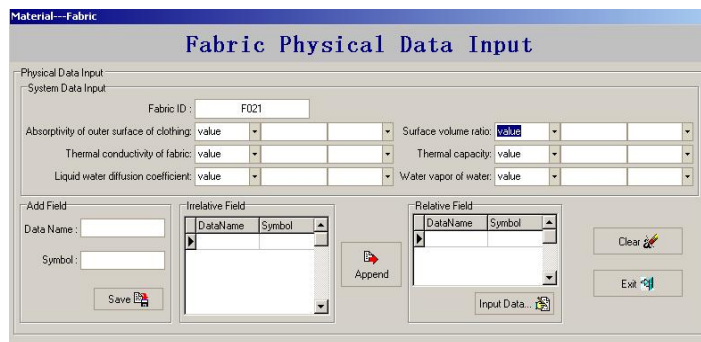 Material---Fabric
Fabric Physical Data Input
Physical Data Input
System Data Input
Fabric ID : F021
Absorptivity of outer surface of clothing: value Surface volume ratio: value
Thermal conductivity of fabric: value Thermal capacity: value
Liquid water diffusion coefficient: value Water vapor of water: value
Add Field Irrelative Field Relative Field
Data Name : DataName Symbol DataName Symbol
Clear
Symbol :
Append
Exit
Save Input Data...